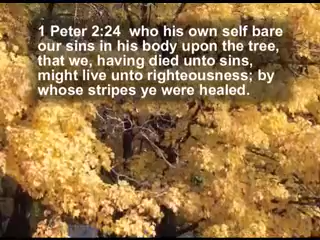 1 Peter 2:24 who his own self bare
our sins in his body upon the tree,
that we, having died unto sins,
might live unto righteousness; by
whose stripes ye were healed.